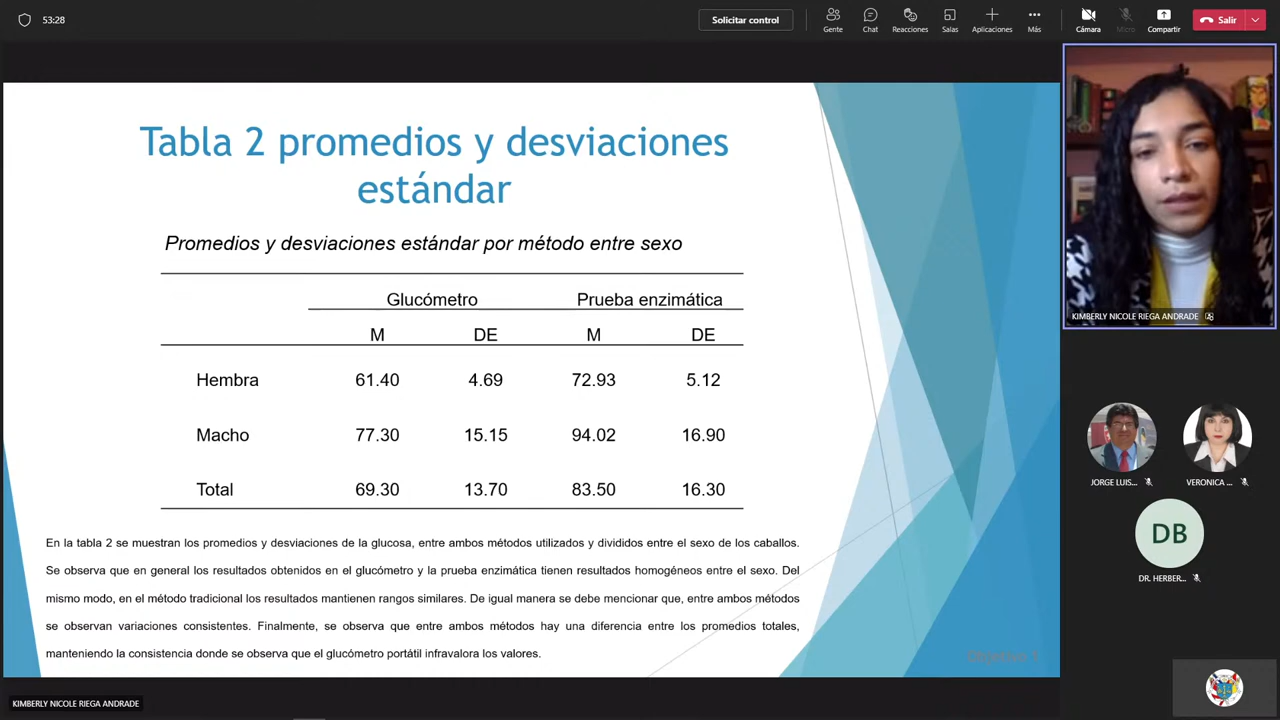 53:28
Solicitar control
Gente
Chat
Reacciones
Salas
Aplicaciones
Más
Cámara
Micro
Compartir
Salir
Tabla 2 promedios y desviaciones
estándar
Promedios y desviaciones estándar por método entre sexo
Glucómetro Prueba enzimática
M DE M DE
Hembra 61.40 4.69 72.93 5.12
Macho 77.30 15.15 94.02 16.90
Total 69.30 13.70 83.50 16.30
En la tabla 2 se muestran los promedios y desviaciones de la glucosa, entre ambos métodos utilizados y divididos entre el sexo de los caballos.
Se observa que en general los resultados obtenidos en el glucómetro y la prueba enzimática tienen resultados homogéneos entre el sexo. Del
mismo modo, en el método tradicional los resultados mantienen rangos similares. De igual manera se debe mencionar que, entre ambos métodos
se observan variaciones consistentes. Finalmente, se observa que entre ambos métodos hay una diferencia entre los promedios totales,
manteniendo la consistencia donde se observa que el glucómetro portátil infravalora los valores.
Objetivo 1
KIMBERLY NICOLE RIEGA ANDRADE
JORGE LUIS...
VERONICA ...
DB
DR. HERBER...
KIMBERLY NICOLE RIEGA ANDRADE